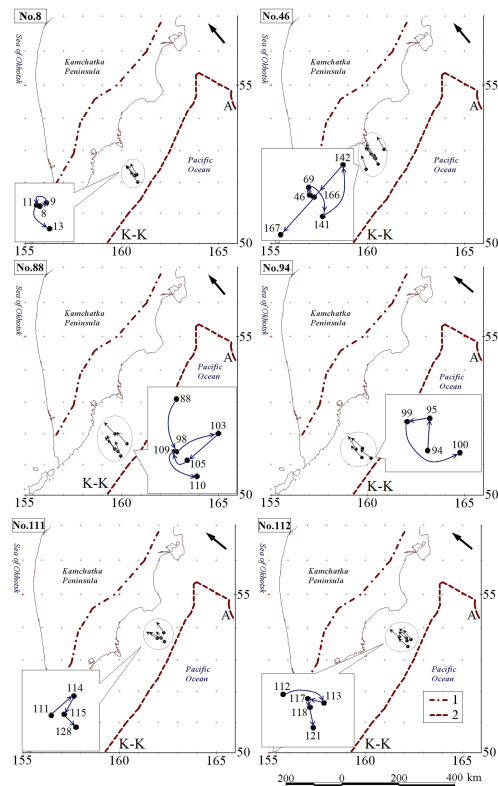 No.8
Sea of Okhotsk
Kamchatka
Peninsula
55
A
Pacific
Ocean
11
9
8
13
K-K
155
160
165
50
No.46
Kamchatka
Peninsula
55
A
Pacific
Ocean
142
69
46
166
141
167
K-K
155
160
165
50
No.88
Sea of Okhotsk
Kamchatka
Peninsula
55
Pacific
Ocean
A
88
103
98
109
105
110
K-K
155
160
165
50
No.94
Sea of Okhotsk
Kamchatka
Peninsula
55
Pacific
Ocean
A
99
95
94
100
K-K
155
160
165
50
No.111
Sea of Okhotsk
Kamchatka
Peninsula
55
A
Pacific
Ocean
114
111
115
128
K-K
155
160
165
50
No.112
Sea of Okhotsk
Kamchatka
Peninsula
55
A
Pacific
Ocean
112
117
113
118
121
K-K
1
2
155
160
165
50
200
0
200
400 km